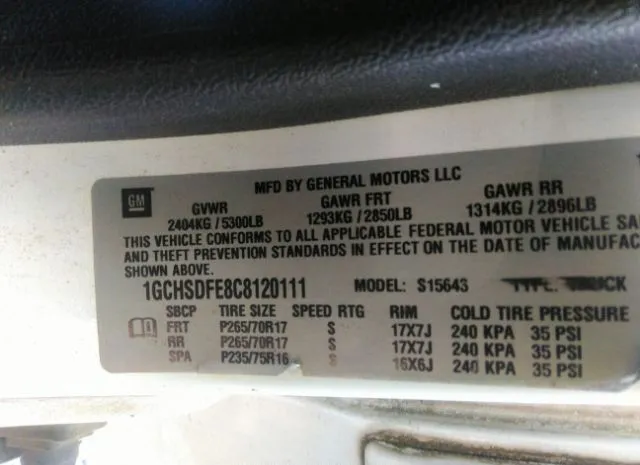 MFD BY GENERAL MOTORS LLC
GM
GVWR GAWR FRT GAWR RR
2404KG / 5300LB 1293KG / 2850LB 1314KG / 2896LB
THIS VEHICLE CONFORMS TO ALL APPLICABLE FEDERAL MOTOR VEHICLE SA
AND THEFT PREVENTION STANDARDS IN EFFECT ON THE DATE OF MANUFAC
SHOWN ABOVE.
1GCHSDFE8C8120111 MODEL: S15643 TYPE: TRUCK
SBCP TIRE SIZE SPEED RTG RIM COLD TIRE PRESSURE
FRT P265/70R17 S 17X7J 240 KPA 35 PSI
RR P265/70R17 S 17X7J 240 KPA 35 PSI
SPA P235/75R16 S 16X6J 240 KPA 35 PSI